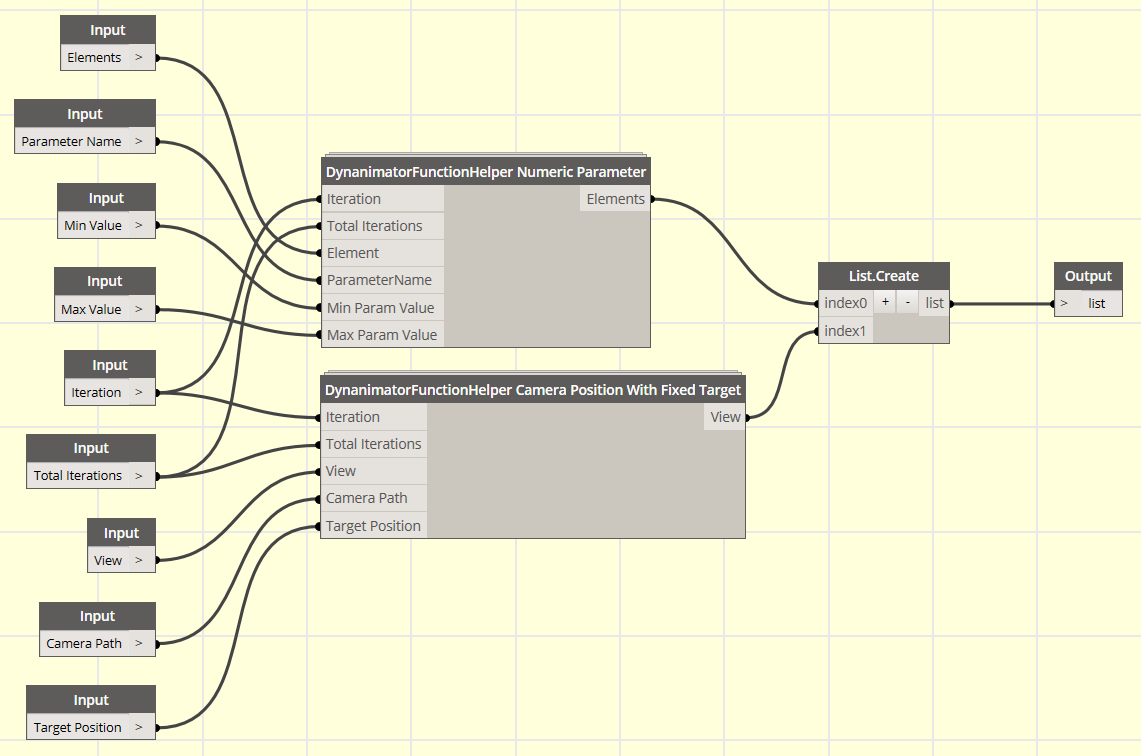 Input
Elements >
Input
Parameter Name >
Input
Min Value >
Input
Max Value >
Input
Iteration >
Input
Total Iterations >
Input
View >
Input
Camera Path >
Input
Target Position >
DynanimatorFunctionHelper Numeric Parameter
Iteration Elements
Total Iterations
Element
ParameterName
Min Param Value
Max Param Value
DynanimatorFunctionHelper Camera Position With Fixed Target
Iteration View
Total Iterations
View
Camera Path
Target Position
List.Create
index0 + - list
index1
Output
> list